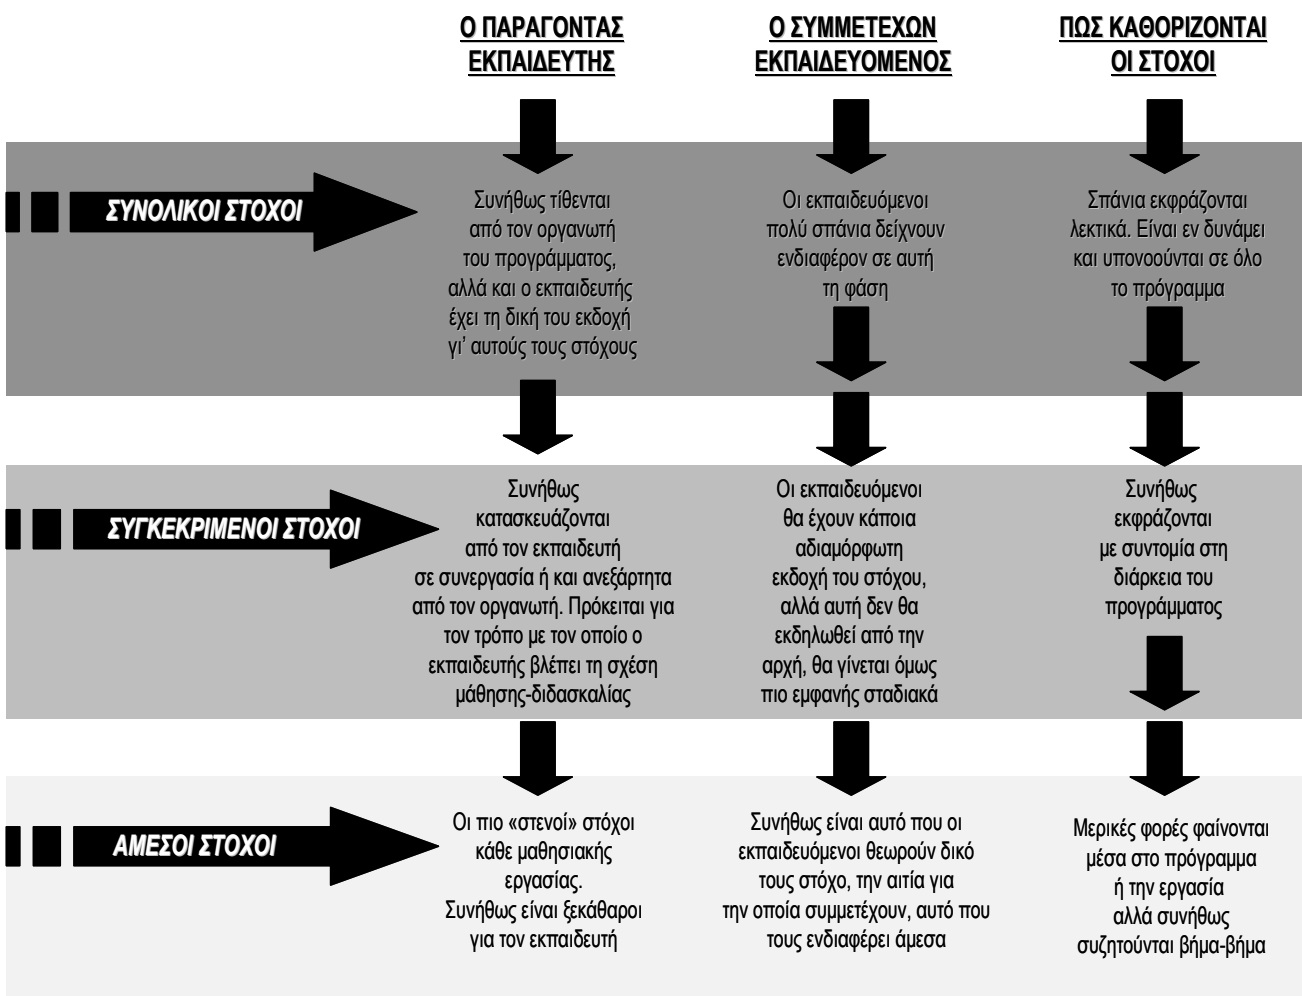 Ο ΠΑΡΑΓΟΝΤΑΣ
ΕΚΠΑΙΔΕΥΤΗΣ
Ο ΣΥΜΜΕΤΕΧΩΝ
ΕΚΠΑΙΔΕΥΟΜΕΝΟΣ
ΠΩΣ ΚΑΘΟΡΙΖΟΝΤΑΙ
ΟΙ ΣΤΟΧΟΙ
ΣΥΝΟΛΙΚΟΙ ΣΤΟΧΟΙ
Συνήθως τίθενται
από τον οργανωτή
του προγράμματος,
αλλά και ο εκπαιδευτής
έχει τη δική του εκδοχή
γι' αυτούς τους στόχους
Οι εκπαιδευόμενοι
πολύ σπάνια δείχνουν
ενδιαφέρον σε αυτή
τη φάση
Σπάνια εκφράζονται
λεκτικά. Είναι εν δυνάμει
και υπονοούνται σε όλο
το πρόγραμμα
ΣΥΓΚΕΚΡΙΜΕΝΟΙ ΣΤΟΧΟΙ
Συνήθως
κατασκευάζονται
από τον εκπαιδευτή
σε συνεργασία ή και ανεξάρτητα
από τον οργανωτή. Πρόκειται για
τον τρόπο με τον οποίο ο
εκπαιδευτής βλέπει τη σχέση
μάθησης-διδασκαλίας
Οι εκπαιδευόμενοι
θα έχουν κάποια
αδιαμόρφωτη
εκδοχή του στόχου,
αλλά αυτή δεν θα
εκδηλωθεί από την
αρχή, θα γίνεται όμως
πιο εμφανής σταδιακά
Συνήθως
εκφράζονται
με συντομία στη
διάρκεια του
προγράμματος
ΑΜΕΣΟΙ ΣΤΟΧΟΙ
Οι πιο «στενοί» στόχοι
κάθε μαθησιακής
εργασίας.
Συνήθως είναι ξεκάθαροι
για τον εκπαιδευτή
Συνήθως είναι αυτό που οι
εκπαιδευόμενοι θεωρούν δικό
τους στόχο, την αιτία για
την οποία συμμετέχουν, αυτό που
τους ενδιαφέρει άμεσα
Μερικές φορές φαίνονται
μέσα στο πρόγραμμα
ή την εργασία
αλλά συνήθως
συζητούνται βήμα-βήμα